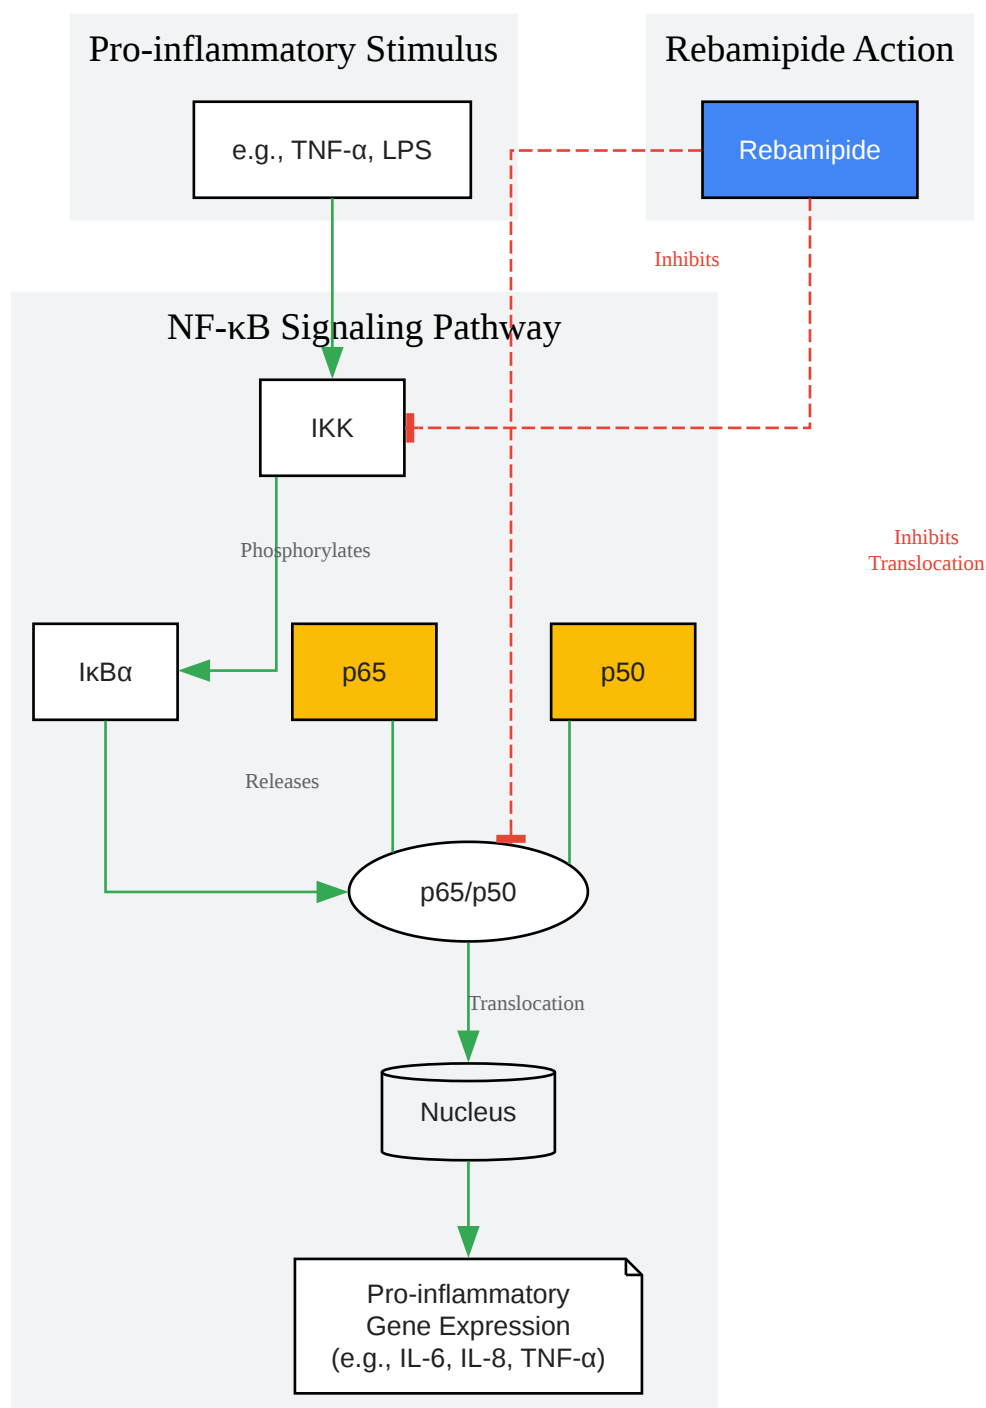 Pro-inflammatory Stimulus
Rebamipide Action
e.g., TNF-α, LPS
Rebamipide
Inhibits
NF-κB Signaling Pathway
IKK
Phosphorylates
Inhibits
Translocation
IκBα
p65
p50
Releases
p65/p50
Translocation
Nucleus
Pro-inflammatory
Gene Expression
(e.g., IL-6, IL-8, TNF-α)